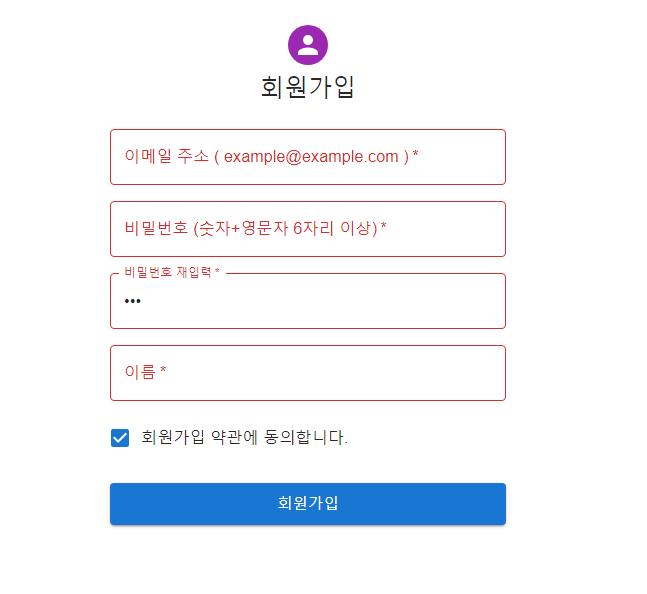 회원가입
이메일 주소 ( example@example.com ) *
비밀번호 (숫자+영문자 6자리 이상) *
비밀번호 재입력 *
•••
이름 *
회원가입 약관에 동의합니다.
회원가입